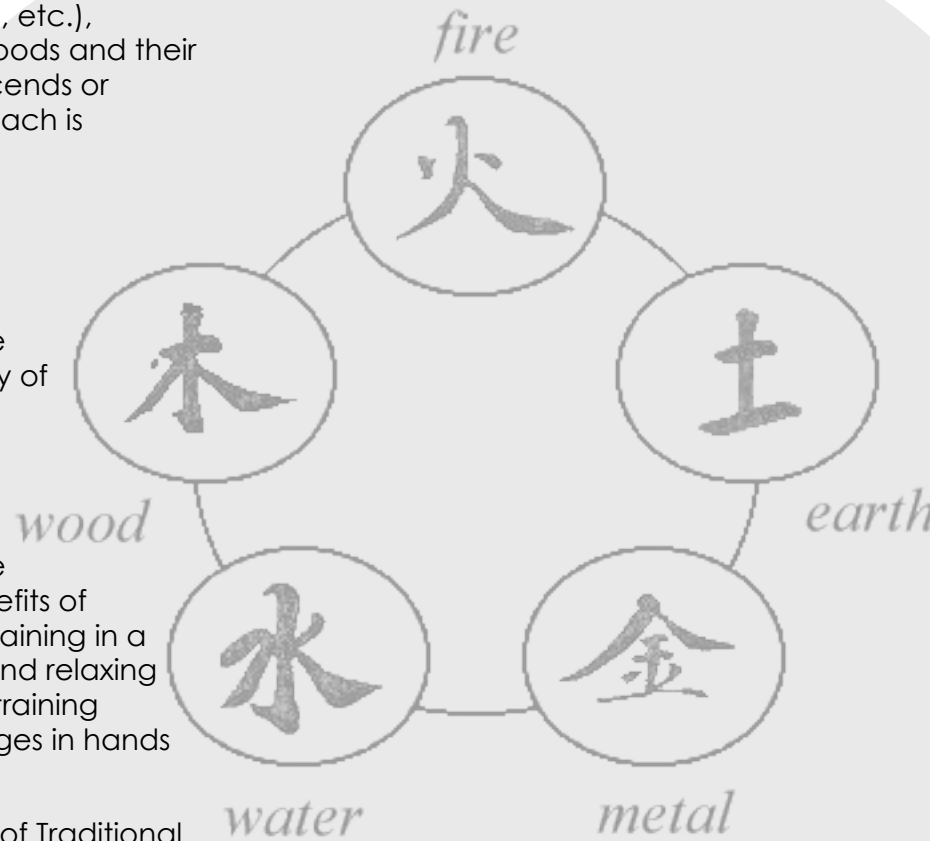 , etc.),
oods and their
cends or
ach is
e
y of
e
efits of
aining in a
nd relaxing
training
ges in hands
of Traditional
fire
火
木
土
wood
earth
水
金
water
metal